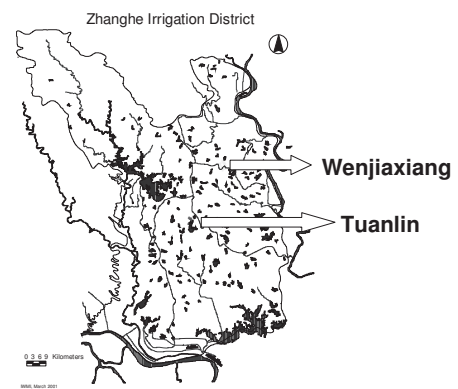 Zhanghe Irrigation District
Wenjiaxiang
Tuanlin
0 3 6 9 Kilometers
IWMI, March 2001